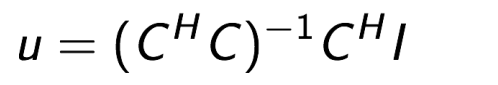 u = (C^H C)^{-1} C^H I